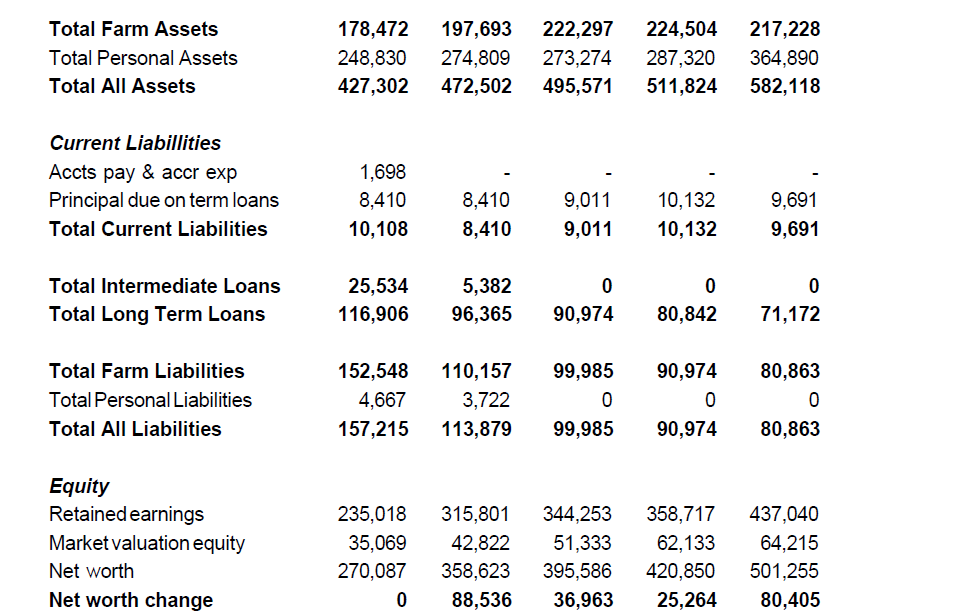 Total Farm Assets 178,472 197,693 222,297 224,504 217,228
Total Personal Assets 248,830 274,809 273,274 287,320 364,890
Total All Assets 427,302 472,502 495,571 511,824 582,118
Current Liabillities
Accts pay & accr exp 1,698 - - - -
Principal due on term loans 8,410 8,410 9,011 10,132 9,691
Total Current Liabilities 10,108 8,410 9,011 10,132 9,691
Total Intermediate Loans 25,534 5,382 0 0 0
Total Long Term Loans 116,906 96,365 90,974 80,842 71,172
Total Farm Liabilities 152,548 110,157 99,985 90,974 80,863
Total Personal Liabilities 4,667 3,722 0 0 0
Total All Liabilities 157,215 113,879 99,985 90,974 80,863
Equity
Retained earnings 235,018 315,801 344,253 358,717 437,040
Market valuation equity 35,069 42,822 51,333 62,133 64,215
Net worth 270,087 358,623 395,586 420,850 501,255
Net worth change 0 88,536 36,963 25,264 80,405